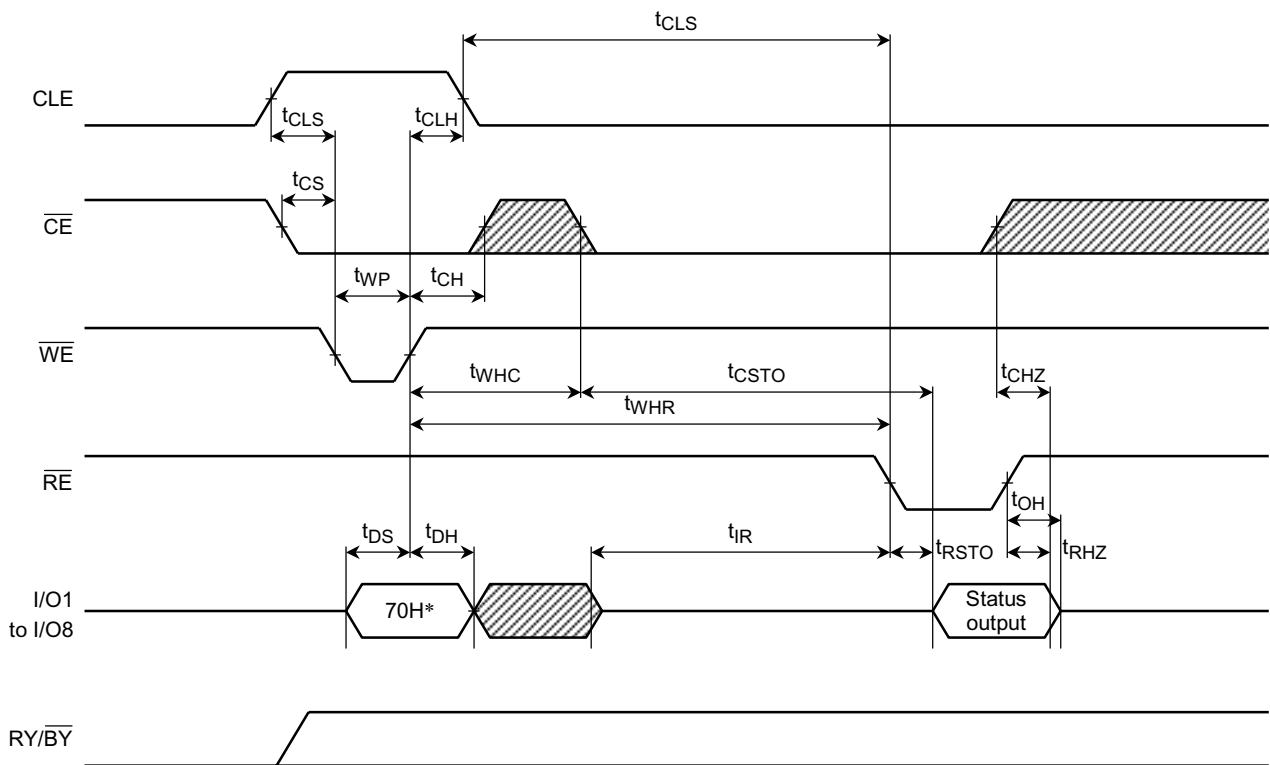 tCLS
CLE
tCLS
tCLH
tCS
CE
tWP
tCH
WE
tWHC
tCSTO
tCHZ
tWHR
RE
tOH
tDS
tDH
tIR
tRSTO
tRHZ
I/O1
to I/O8
70H*
Status
output
RY/BY